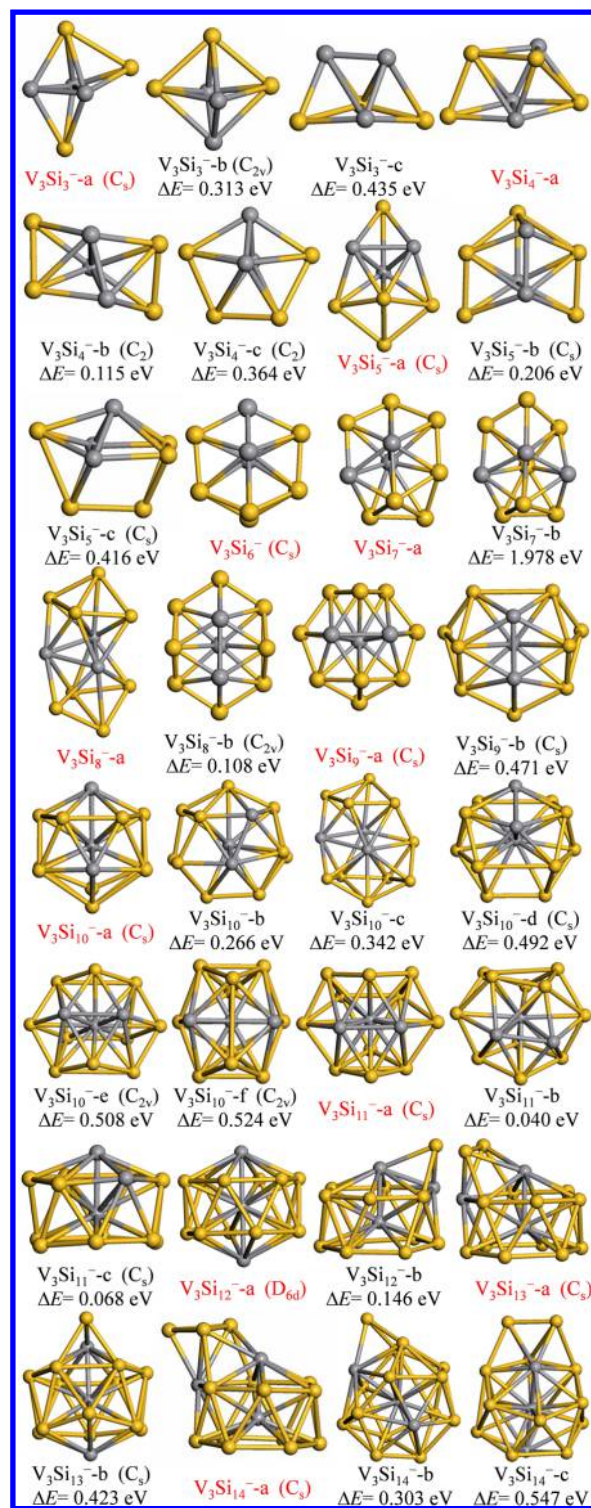 V₃Si₃⁻-a (Cₛ)
V₃Si₃⁻-b (C₂ᵥ)
ΔE= 0.313 eV
V₃Si₃⁻-c
ΔE= 0.435 eV
V₃Si₄⁻-a
V₃Si₄⁻-b (C₂)
ΔE= 0.115 eV
V₃Si₄⁻-c (C₂)
ΔE= 0.364 eV
V₃Si₅⁻-a (Cₛ)
V₃Si₅⁻-b (Cₛ)
ΔE= 0.206 eV
V₃Si₅⁻-c (Cₛ)
ΔE= 0.416 eV
V₃Si₆⁻ (Cₛ)
V₃Si₇⁻-a
V₃Si₇⁻-b
ΔE= 1.978 eV
V₃Si₈⁻-a
V₃Si₈⁻-b (C₂ᵥ)
ΔE= 0.108 eV
V₃Si₉⁻-a (Cₛ)
V₃Si₉⁻-b (Cₛ)
ΔE= 0.471 eV
V₃Si₁₀⁻-a (Cₛ)
V₃Si₁₀⁻-b
ΔE= 0.266 eV
V₃Si₁₀⁻-c
ΔE= 0.342 eV
V₃Si₁₀⁻-d (Cₛ)
ΔE= 0.492 eV
V₃Si₁₀⁻-e (C₂ᵥ)
ΔE= 0.508 eV
V₃Si₁₀⁻-f (C₂ᵥ)
ΔE= 0.524 eV
V₃Si₁₁⁻-a (Cₛ)
V₃Si₁₁⁻-b
ΔE= 0.040 eV
V₃Si₁₁⁻-c (Cₛ)
ΔE= 0.068 eV
V₃Si₁₂⁻-a (D₆d)
V₃Si₁₂⁻-b
ΔE= 0.146 eV
V₃Si₁₃⁻-a (Cₛ)
V₃Si₁₃⁻-b (Cₛ)
ΔE= 0.423 eV
V₃Si₁₄⁻-a (Cₛ)
V₃Si₁₄⁻-b
ΔE= 0.303 eV
V₃Si₁₄⁻-c
ΔE= 0.547 eV